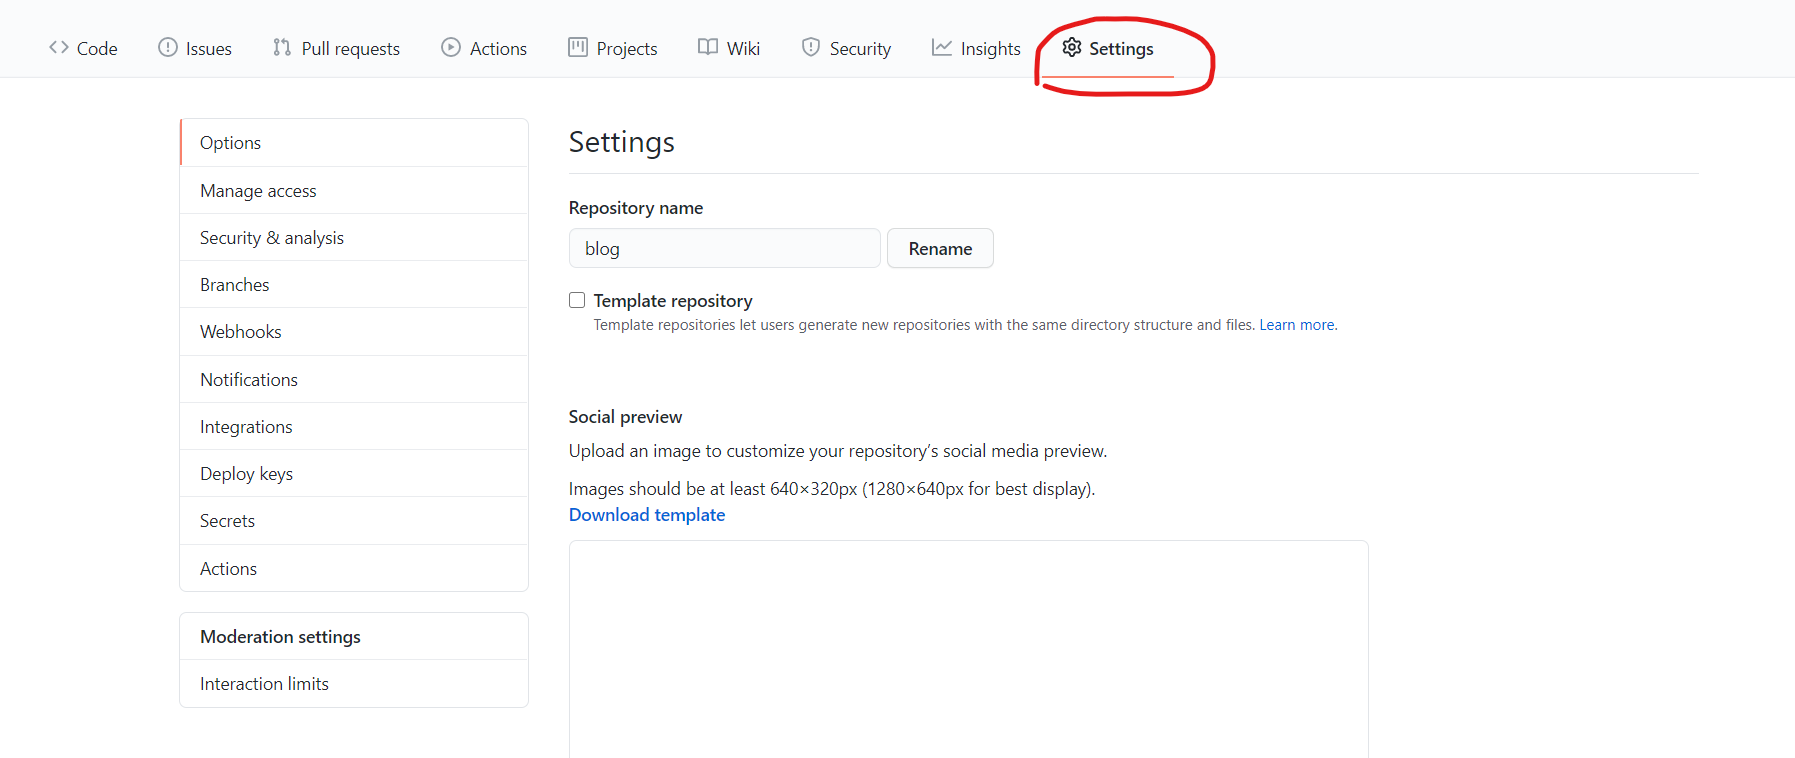 Code Issues Pull requests Actions Projects Wiki Security Insights Settings
Options
Manage access
Security & analysis
Branches
Webhooks
Notifications
Integrations
Deploy keys
Secrets
Actions
Moderation settings
Interaction limits
Settings
Repository name
blog Rename
Template repository
Template repositories let users generate new repositories with the same directory structure and files. Learn more.
Social preview
Upload an image to customize your repository’s social media preview.
Images should be at least 640×320px (1280×640px for best display).
Download template